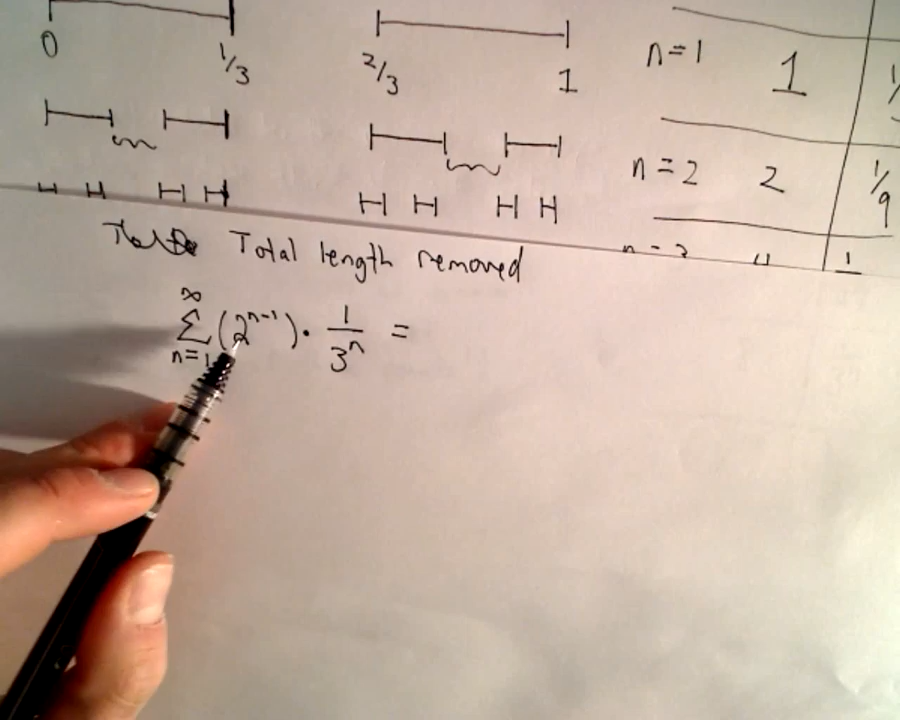 0 1/3 2/3 1
n=1 1
n=2 2 1/9
Total length removed
∞ Σ n=1 (2^{n-1}) · 1/3^n =